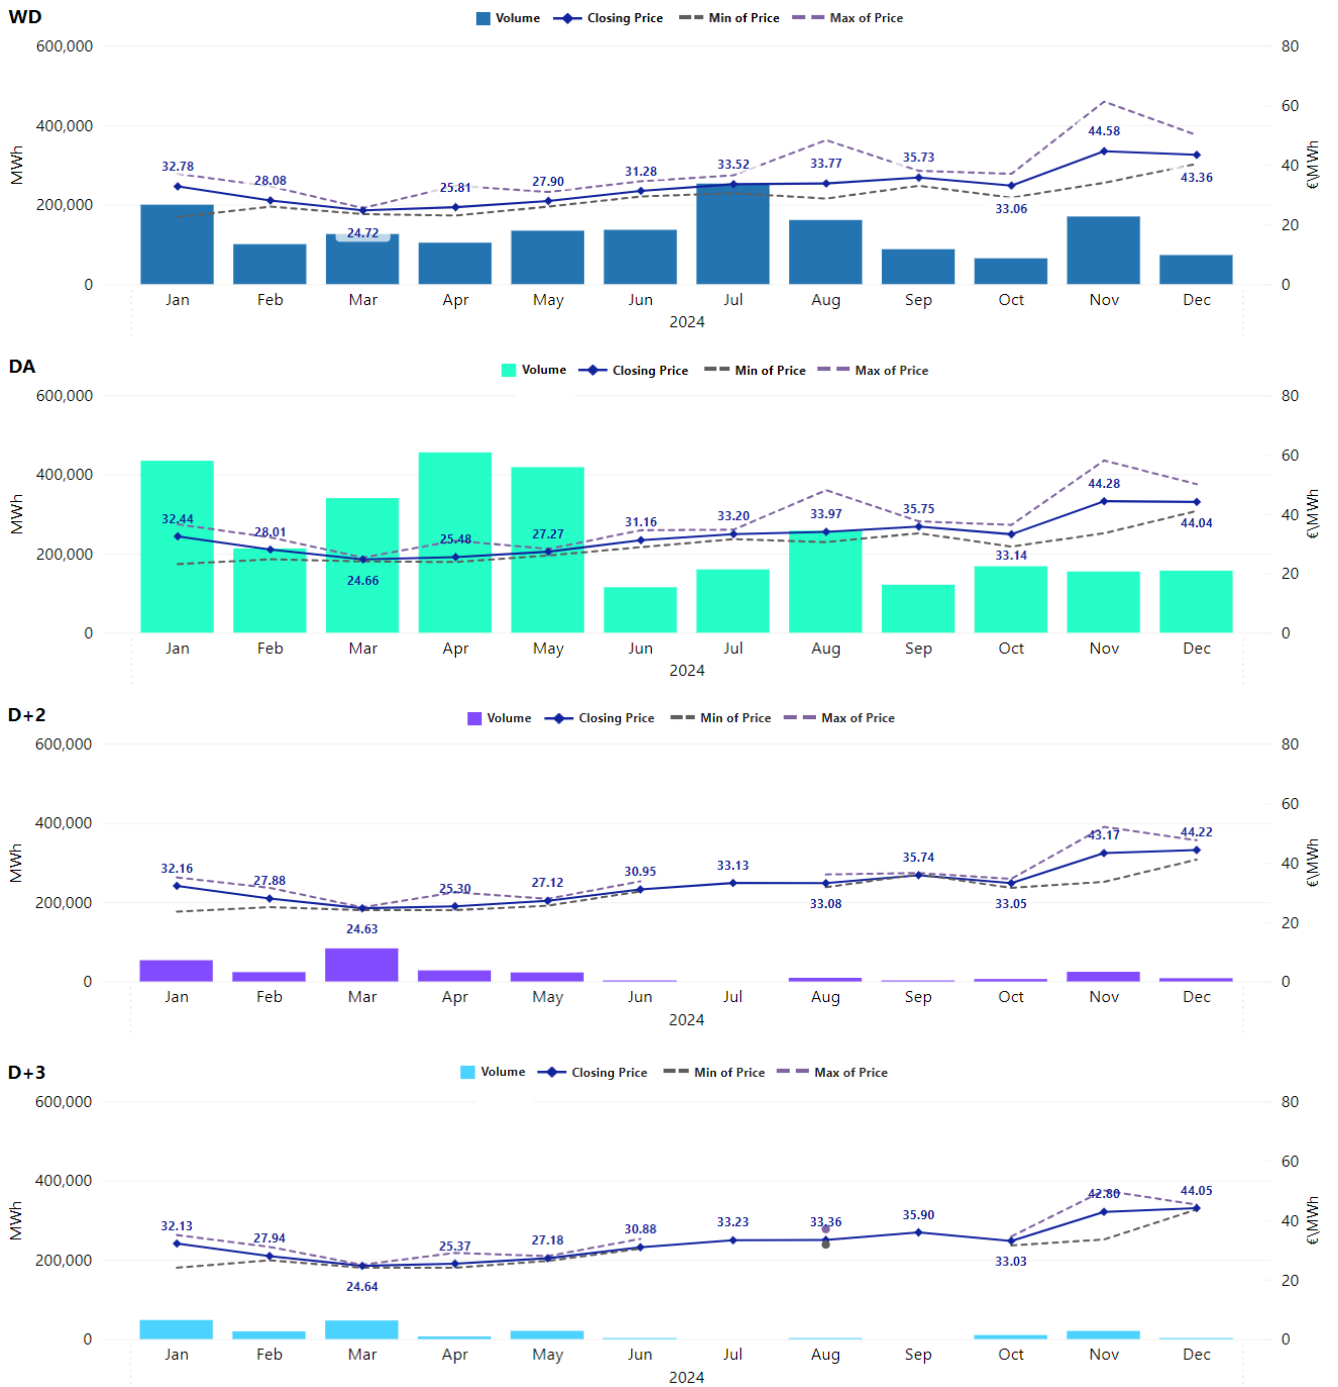 WD
Volume Closing Price Min of Price Max of Price
600,000 80
60
400,000
MWh 40 €\MWh
200,000
20
0 0
32.78 28.08 24.72 25.81 27.90 31.28 33.52 33.77 35.73 33.06 44.58 43.36
Jan Feb Mar Apr May Jun Jul Aug Sep Oct Nov Dec
2024
DA
Volume Closing Price Min of Price Max of Price
600,000 80
60
400,000
MWh 40 €\MWh
200,000
20
0 0
32.44 28.01 24.66 25.48 27.27 31.16 33.20 33.97 35.75 33.14 44.28 44.04
Jan Feb Mar Apr May Jun Jul Aug Sep Oct Nov Dec
2024
D+2
Volume Closing Price Min of Price Max of Price
600,000 80
60
400,000
MWh 40 €\MWh
200,000
20
0 0
32.16 27.88 24.63 25.30 27.12 30.95 33.13 33.08 35.74 33.05 43.17 44.22
Jan Feb Mar Apr May Jun Jul Aug Sep Oct Nov Dec
2024
D+3
Volume Closing Price Min of Price Max of Price
600,000 80
60
400,000
MWh 40 €\MWh
200,000
20
0 0
32.13 27.94 24.64 25.37 27.18 30.88 33.23 33.36 35.90 33.03 42.80 44.05
Jan Feb Mar Apr May Jun Jul Aug Sep Oct Nov Dec
2024